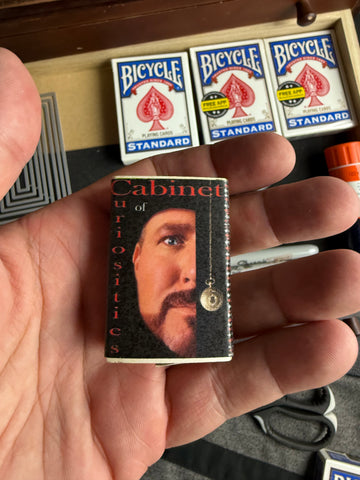 BICYCLE
PLAYING CARDS
STANDARD
BICYCLE
FREE APP
PLAYING CARDS
STANDARD
BICYCLE
FREE APP
PLAYING CARDS
STANDARD
Cabinet
of
Curiosities
Sharpie